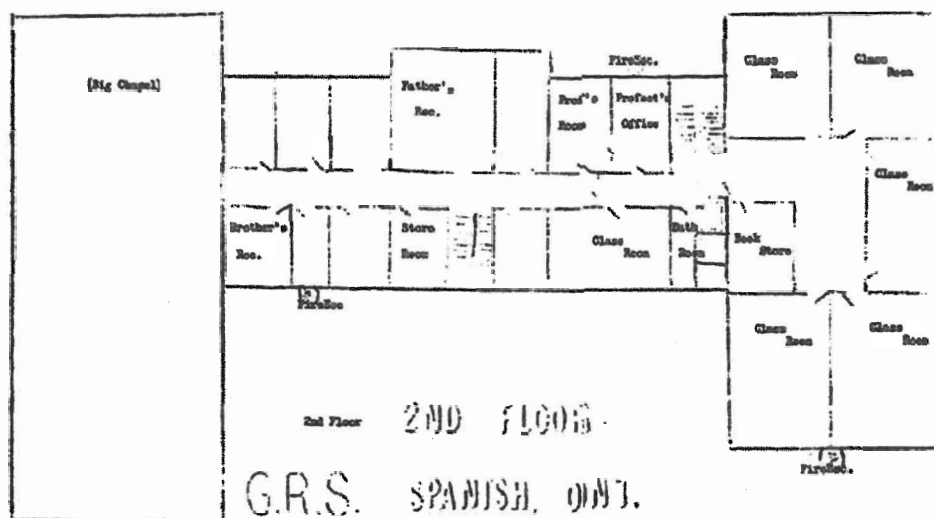 [Big Chapel]
Father's
Rec.
FireEsc.
Pref's
Room
Prefect's
Office
Class
Room
Class
Room
Class
Room
Brother's
Rec.
Store
Room
Class
Room
Bath
Room
Book
Store
FireEsc
Class
Room
Class
Room
FireEsc.
2nd Floor
2ND FLOOR
G.R.S. SPANISH, ONT.